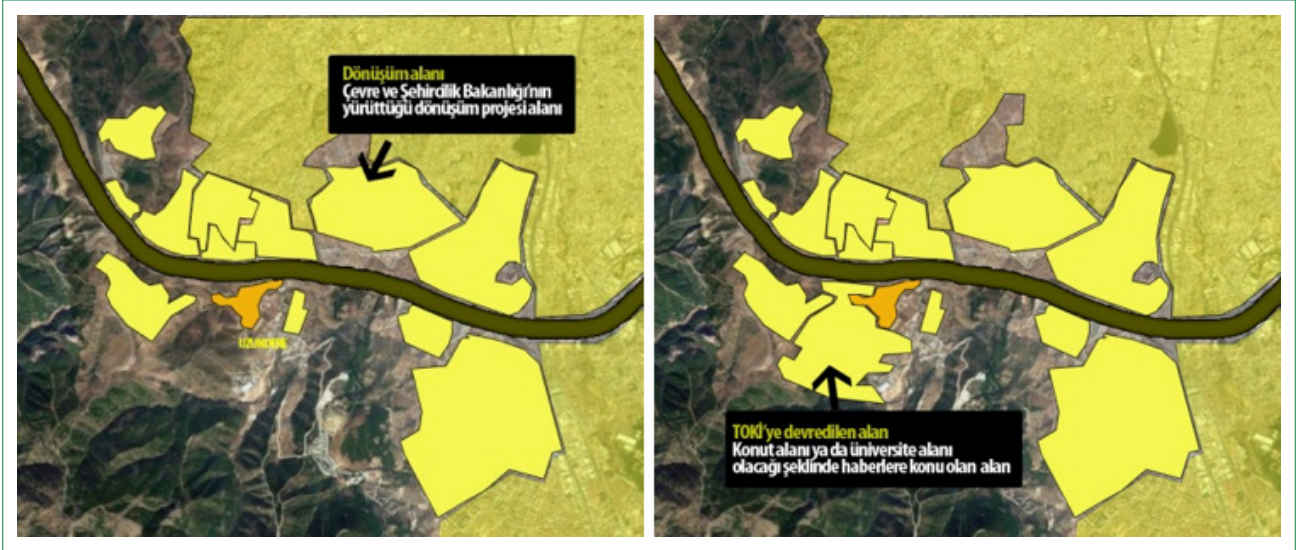 Dönüşüm alanı
Çevre ve Şehircilik Bakanlığı'nın
yürüttüğü dönüşüm projesi alanı
UZUNDERE
TOKİ'ye devredilen alan
Konut alanı ya da üniversite alanı
olacağı şeklinde haberlere konu olan alan